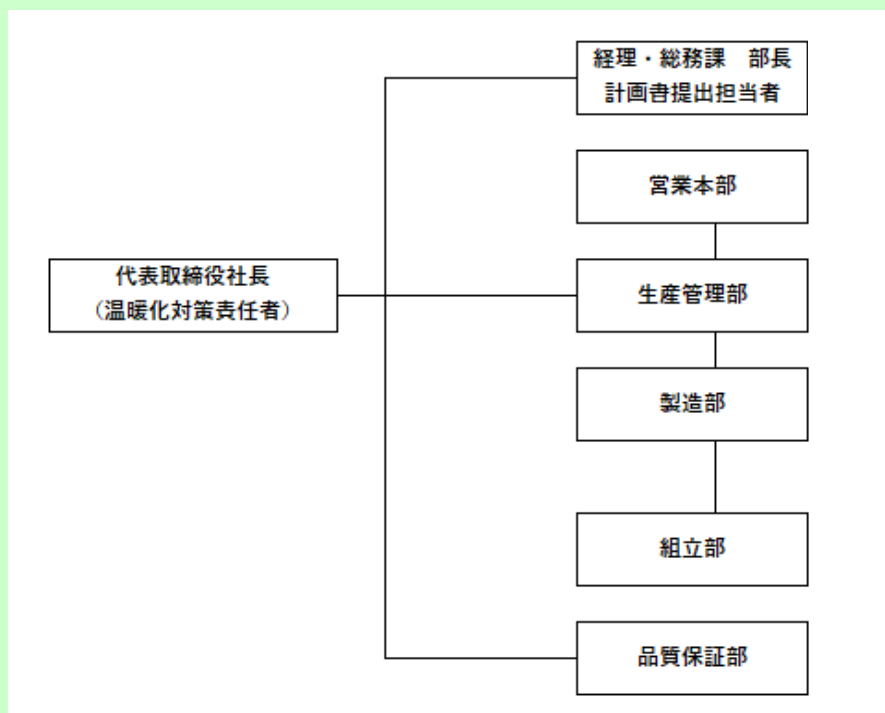 経理・総務課　部長
計画書提出担当者
営業本部
代表取締役社長
（温暖化対策責任者）
生産管理部
製造部
組立部
品質保証部